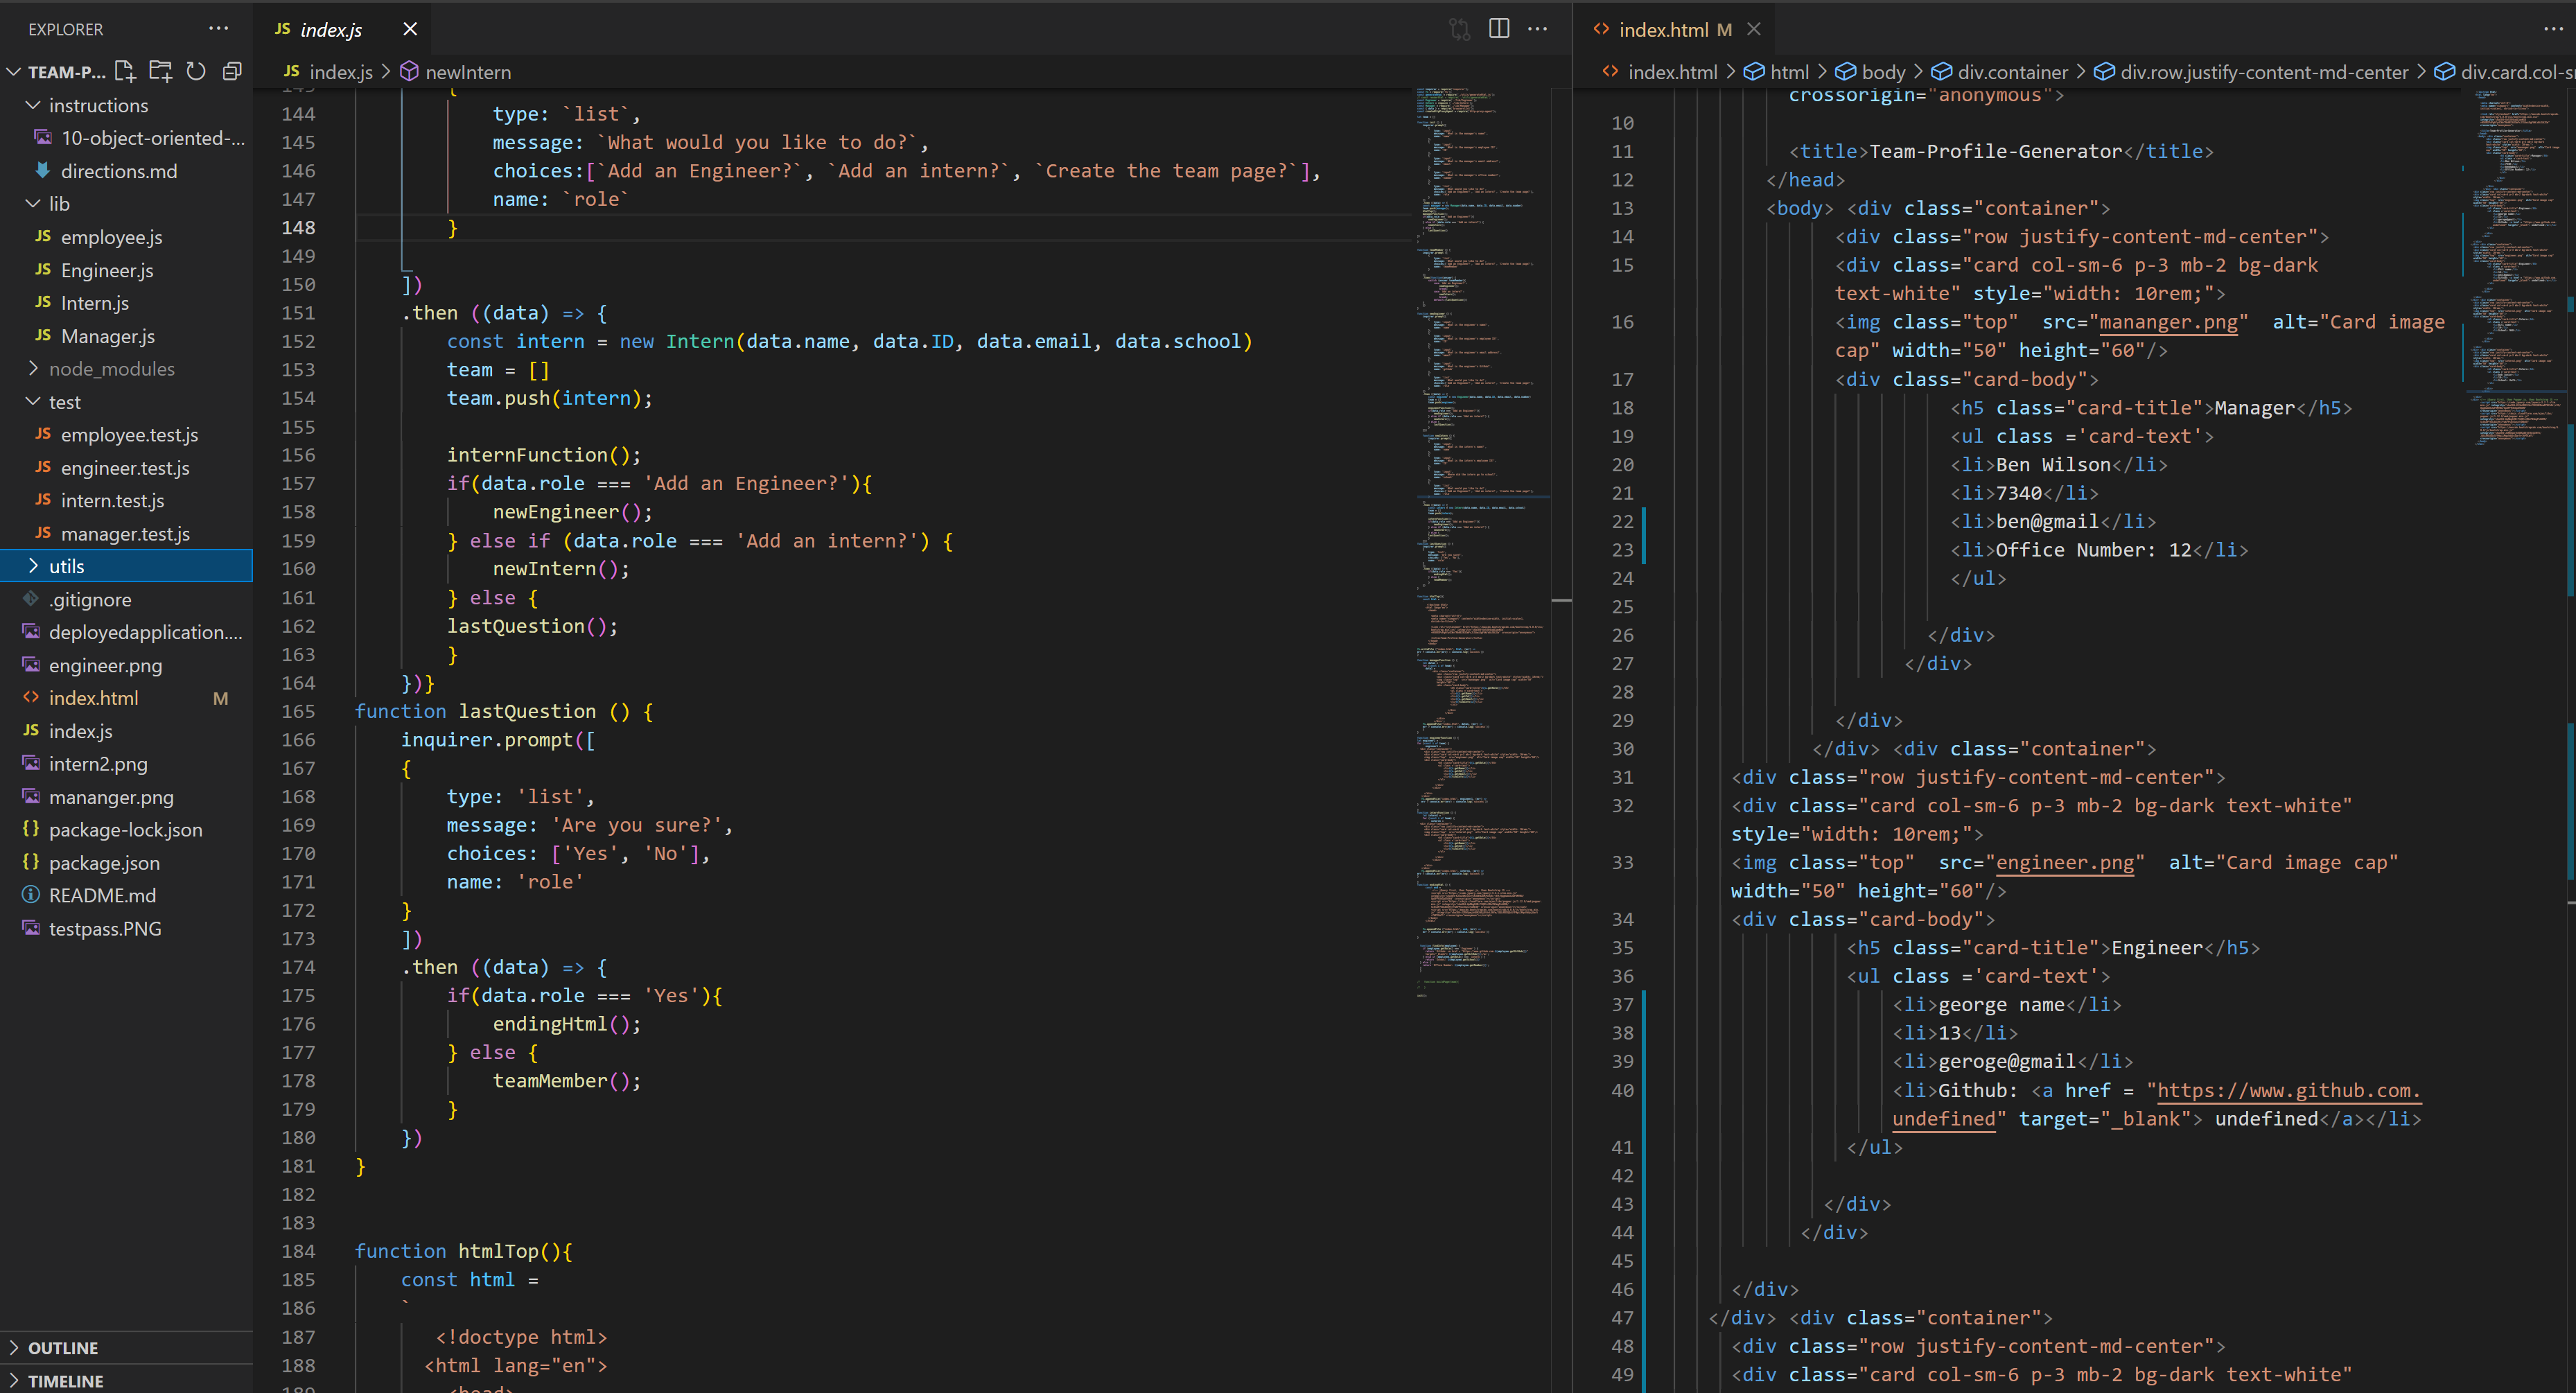 EXPLORER
TEAM-P...
instructions
10-object-oriented-...
directions.md
lib
JS employee.js
JS Engineer.js
JS Intern.js
JS Manager.js
node_modules
test
JS employee.test.js
JS engineer.test.js
JS intern.test.js
JS manager.test.js
utils
.gitignore
deployedapplication....
engineer.png
index.html M
JS index.js
intern2.png
mananger.png
{} package-lock.json
{} package.json
README.md
testpass.PNG
OUTLINE
TIMELINE
JS index.js
JS index.js > newIntern
{
144 type: `list`,
145 message: `What would you like to do?`,
146 choices:[`Add an Engineer?`, `Add an intern?`, `Create the team page?`],
147 name: `role`
148 }
149
150 ])
151 .then ((data) => {
152 const intern = new Intern(data.name, data.ID, data.email, data.school)
153 team = []
154 team.push(intern);
155
156 internFunction();
157 if(data.role === 'Add an Engineer?'){
158 newEngineer();
159 } else if (data.role === 'Add an intern?') {
160 newIntern();
161 } else {
162 lastQuestion();
163 }
164 })}
165 function lastQuestion () {
166 inquirer.prompt([
167 {
168 type: 'list',
169 message: 'Are you sure?',
170 choices: ['Yes', 'No'],
171 name: 'role'
172 }
173 ])
174 .then ((data) => {
175 if(data.role === 'Yes'){
176 endingHtml();
177 } else {
178 teamMember();
179 }
180 })
181 }
182
183
184 function htmlTop(){
185 const html =
186 `
187 <!doctype html>
188 <html lang="en">
189 <head>
<> index.html M
<> index.html > html > body > div.container > div.row.justify-content-md-center > div.card.col-s
crossorigin="anonymous">
10
11 <title>Team-Profile-Generator</title>
12 </head>
13 <body> <div class="container">
14 <div class="row justify-content-md-center">
15 <div class="card col-sm-6 p-3 mb-2 bg-dark
text-white" style="width: 10rem;">
16 <img class="top" src="mananger.png" alt="Card image
cap" width="50" height="60"/>
17 <div class="card-body">
18 <h5 class="card-title">Manager</h5>
19 <ul class ='card-text'>
20 <li>Ben Wilson</li>
21 <li>7340</li>
22 <li>ben@gmail</li>
23 <li>Office Number: 12</li>
24 </ul>
25
26 </div>
27 </div>
28
29 </div>
30 </div> <div class="container">
31 <div class="row justify-content-md-center">
32 <div class="card col-sm-6 p-3 mb-2 bg-dark text-white"
style="width: 10rem;">
33 <img class="top" src="engineer.png" alt="Card image cap"
width="50" height="60"/>
34 <div class="card-body">
35 <h5 class="card-title">Engineer</h5>
36 <ul class ='card-text'>
37 <li>george name</li>
38 <li>13</li>
39 <li>geroge@gmail</li>
40 <li>Github: <a href = "https://www.github.com.
undefined" target="_blank"> undefined</a></li>
41 </ul>
42
43 </div>
44 </div>
45
46 </div>
47 </div> <div class="container">
48 <div class="row justify-content-md-center">
49 <div class="card col-sm-6 p-3 mb-2 bg-dark text-white"